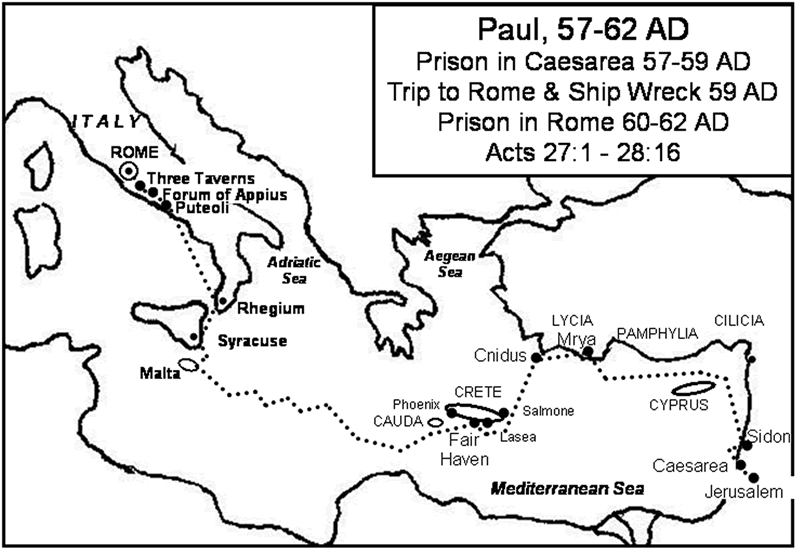 Paul, 57-62 AD
Prison in Caesarea 57-59 AD
Trip to Rome & Ship Wreck 59 AD
Prison in Rome 60-62 AD
Acts 27:1 - 28:16
ITALY
ROME
Three Taverns
Forum of Appius
Puteoli
Adriatic
Sea
Aegean
Sea
Rhegium
Syracuse
Malta
LYCIA
Mrya
PAMPHYLIA
CILICIA
Cnidus
CRETE
Phoenix
Salmone
CAUDA
CYPRUS
Fair
Haven
Lasea
Sidon
Caesarea
Jerusalem
Mediterranean Sea